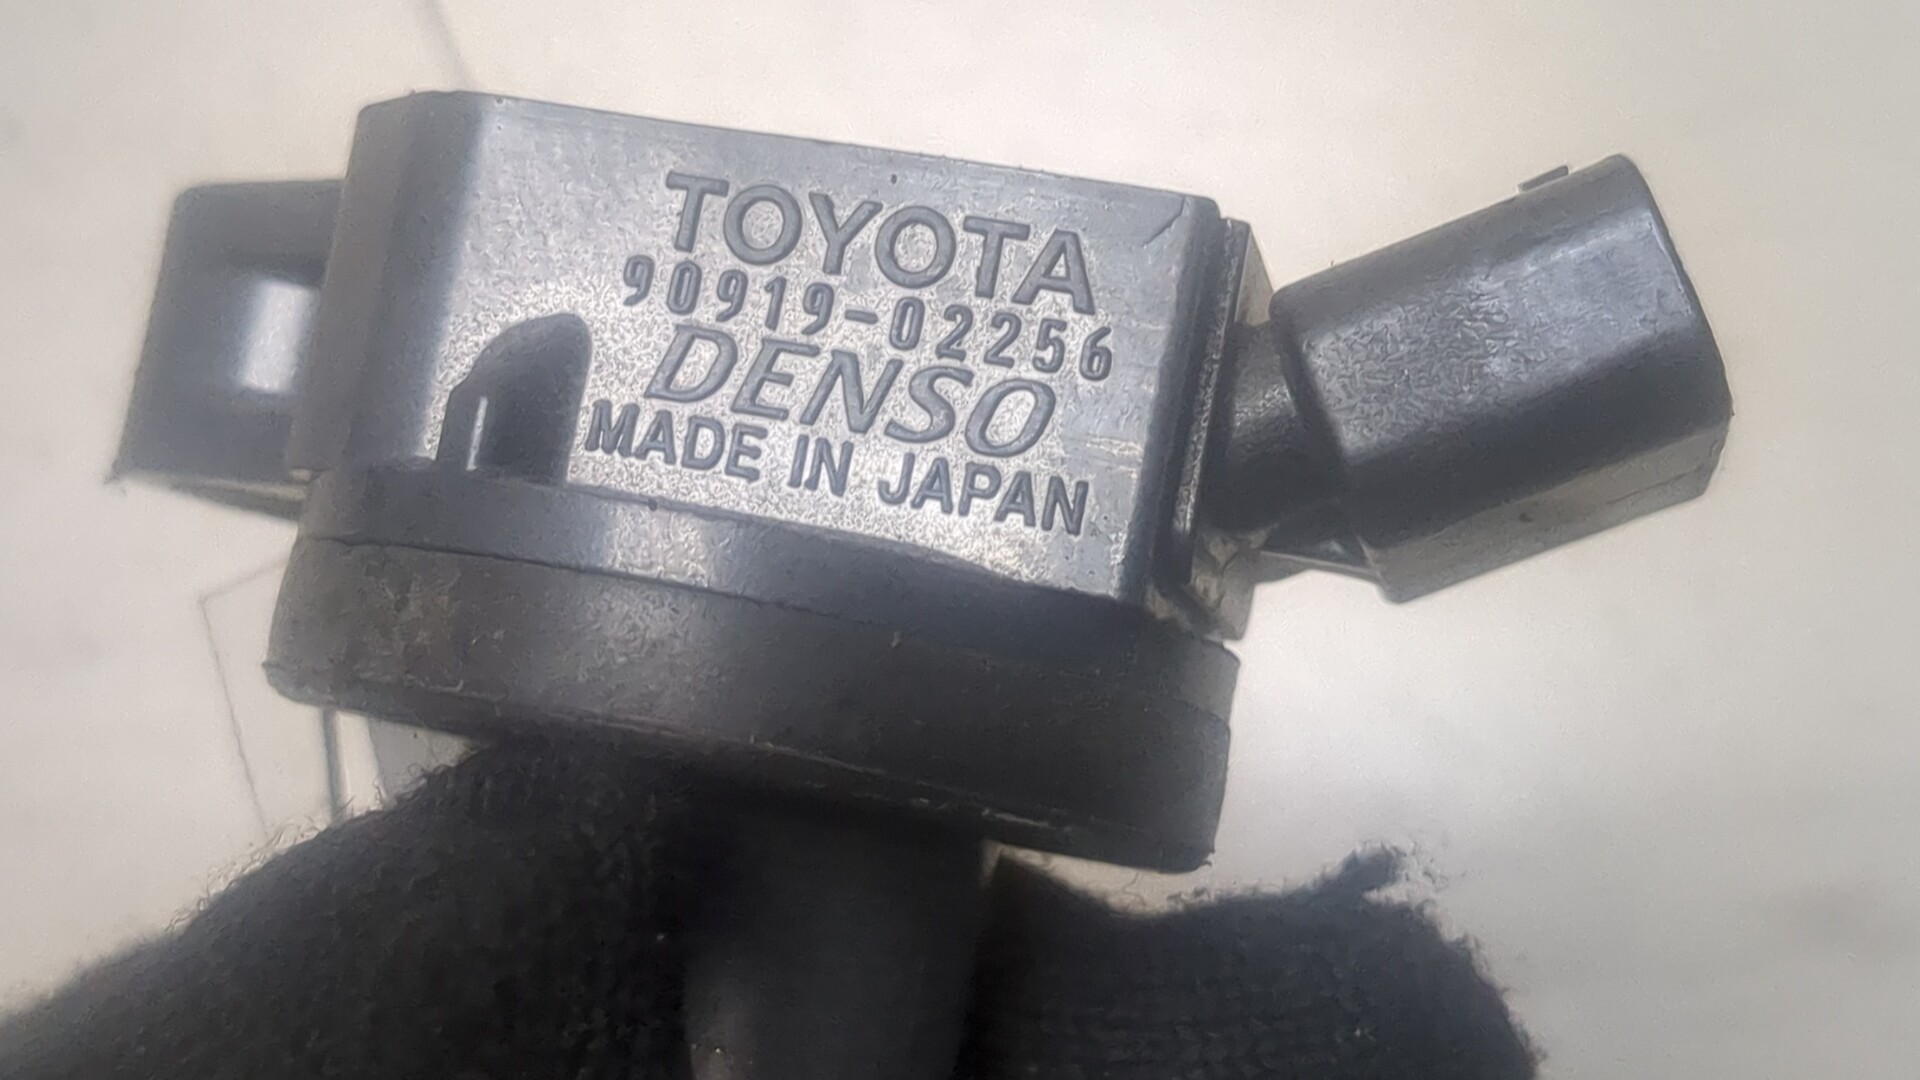 TOYOTA
90919-02256
DENSO
MADE IN JAPAN